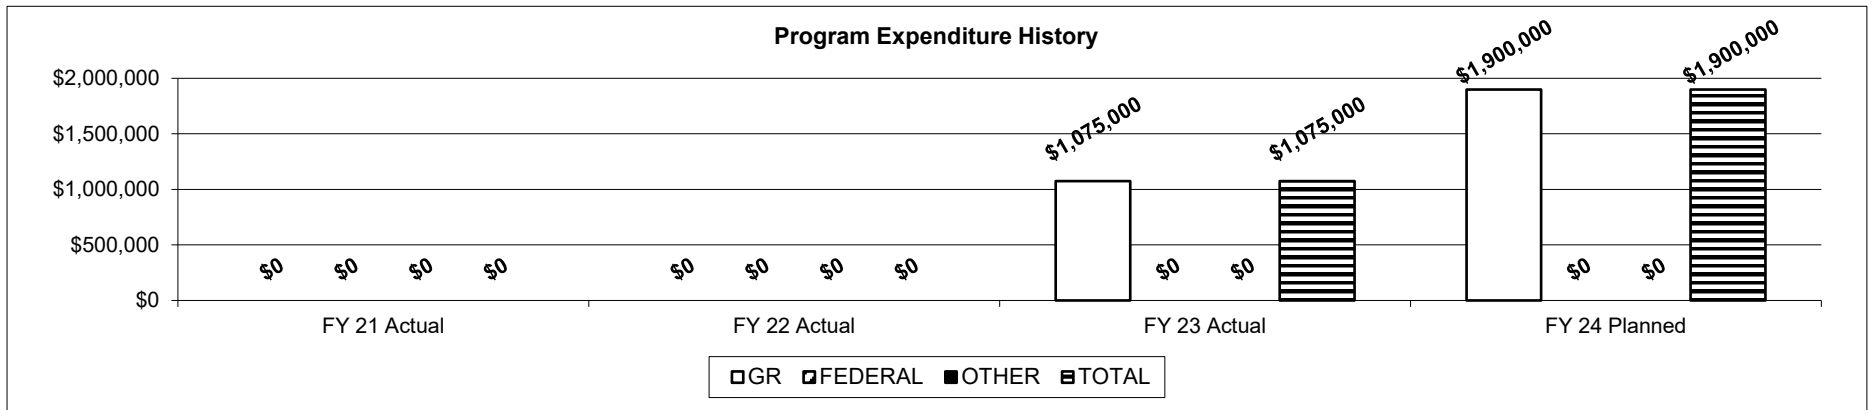 Program Expenditure History
$2,000,000
$1,500,000
$1,000,000
$500,000
$0
$0 $0 $0 $0
$0 $0 $0 $0
$1,075,000 $0 $0 $1,075,000
$1,900,000 $0 $0 $1,900,000
FY 21 Actual FY 22 Actual FY 23 Actual FY 24 Planned
GR FEDERAL OTHER TOTAL